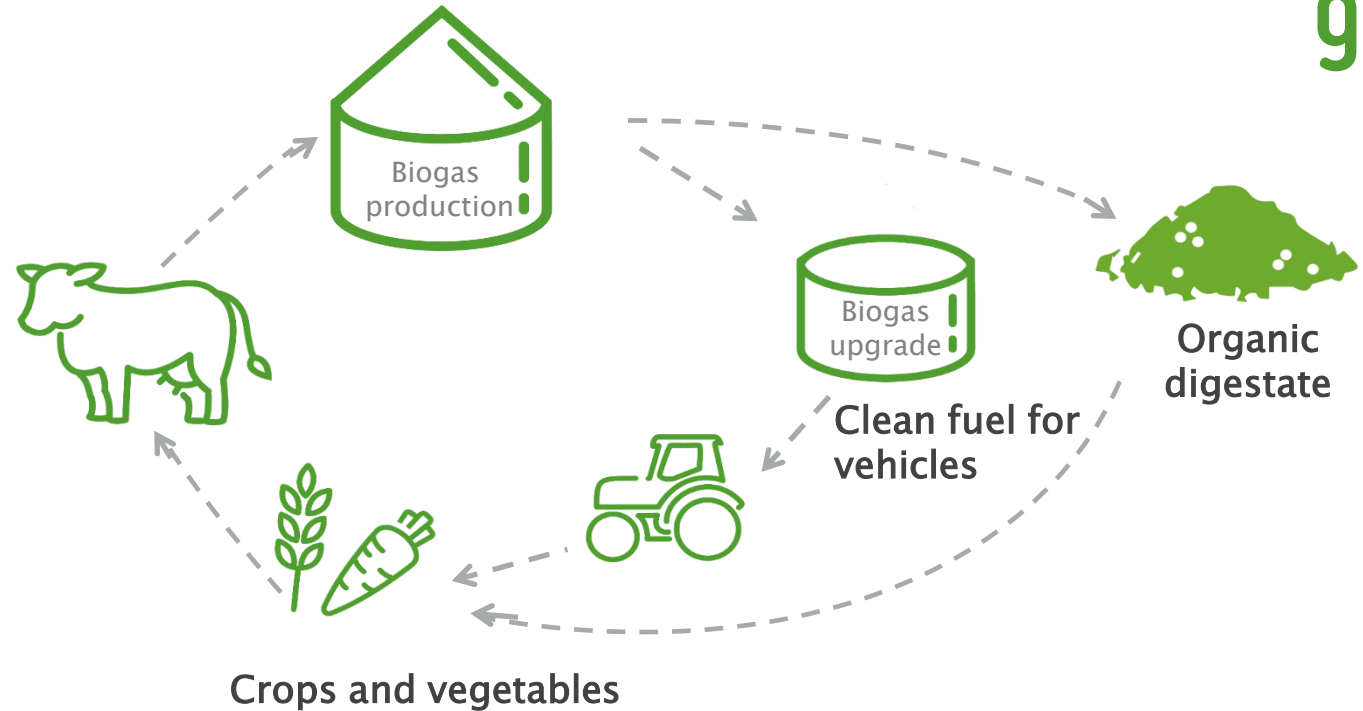 g
Biogas
production
Biogas
upgrade
Organic
digestate
Clean fuel for
vehicles
Crops and vegetables